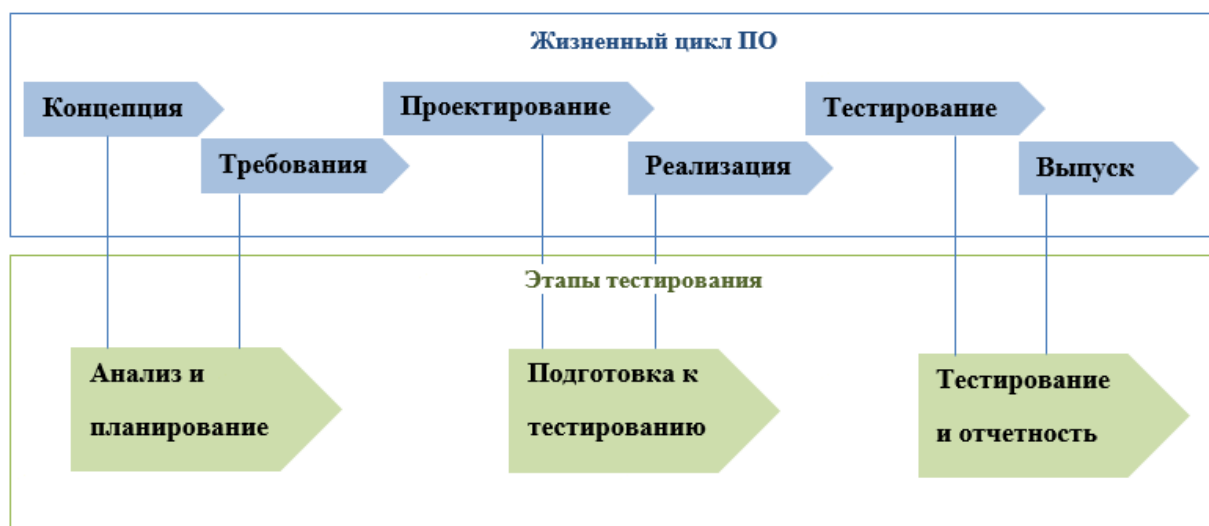 Жизненный цикл ПО
Концепция
Требования
Проектирование
Реализация
Тестирование
Выпуск
Этапы тестирования
Анализ и
планирование
Подготовка к
тестированию
Тестирование
и отчетность